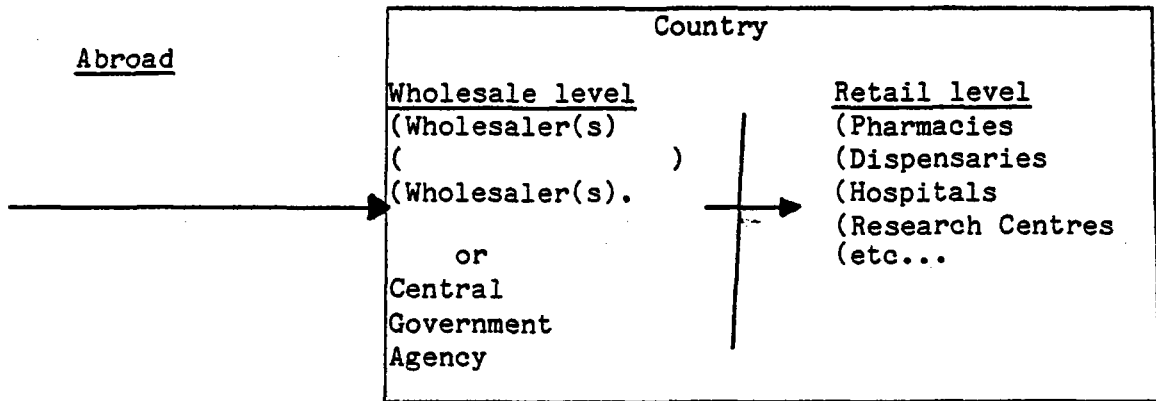 Country
Abroad
Wholesale level
(Wholesaler(s)
( )
(Wholesaler(s).
or
Central
Government
Agency
Retail level
(Pharmacies
(Dispensaries
(Hospitals
(Research Centres
(etc...